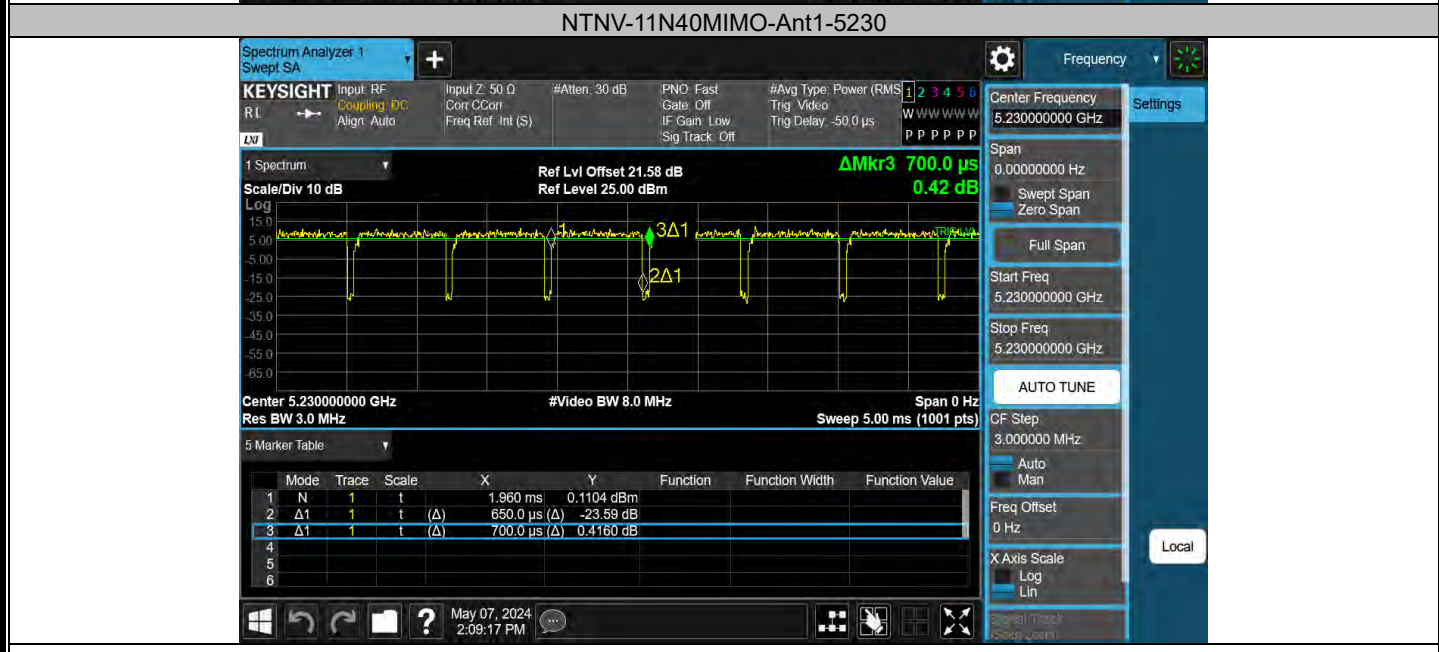 NTNV-11N40MIMO-Ant1-5230
Spectrum Analyzer 1
Swept SA
+
Frequency
KEYSIGHT
RL
LXI
Input: RF
Coupling: DC
Align: Auto
Input Z: 50 Ω
Corr CCorr
Freq Ref: Int (S)
#Atten: 30 dB
PNO: Fast
Gate: Off
IF Gain: Low
Sig Track: Off
#Avg Type: Power (RMS
Trig: Video
Trig Delay: -50.0 µs
1 2 3 4 5 6
W W W W W W
P P P P P P
1 Spectrum
Scale/Div 10 dB
Ref Lvl Offset 21.58 dB
Ref Level 25.00 dBm
ΔMkr3 700.0 µs
0.42 dB
Log
15.0
5.00
-5.00
-15.0
-25.0
-35.0
-45.0
-55.0
-65.0
1
3Δ1
2Δ1
Center 5.230000000 GHz
#Video BW 8.0 MHz
Span 0 Hz
Res BW 3.0 MHz
Sweep 5.00 ms (1001 pts)
5 Marker Table
Mode Trace Scale X Y Function Function Width Function Value
1 N 1 t 1.960 ms 0.1104 dBm
2 Δ1 1 t (Δ) 650.0 µs (Δ) -23.59 dB
3 Δ1 1 t (Δ) 700.0 µs (Δ) 0.4160 dB
4
5
6
?
May 07, 2024
2:09:17 PM
Center Frequency
5.230000000 GHz
Span
0.00000000 Hz
Swept Span
Zero Span
Full Span
Start Freq
5.230000000 GHz
Stop Freq
5.230000000 GHz
AUTO TUNE
CF Step
3.000000 MHz
Auto
Man
Freq Offset
0 Hz
X Axis Scale
Log
Lin
Settings
Local